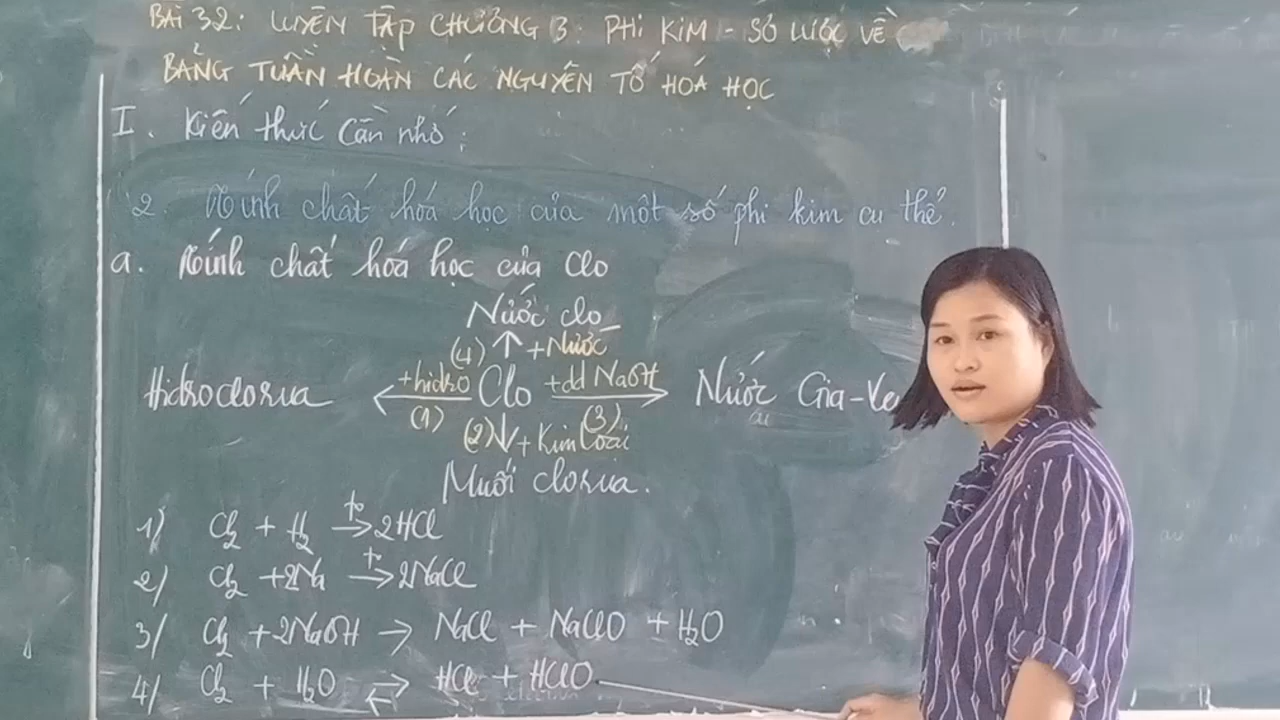 BÀI 32: LUYỆN TẬP CHƯƠNG 3: PHI KIM - SƠ LƯỢC VỀ
BẢNG TUẦN HOÀN CÁC NGUYÊN TỐ HOÁ HỌC
I. Kiến thức cần nhớ:
2. Tính chất hóa học của một số phi kim cụ thể.
a. Tính chất hóa học của Clo
Nước clo
(4) ↑ + Nước
Hidroclorua ← +hidro (1) Clo +dd NaOH (3) → Nước Gia-Ve
(2) ↓ + Kim loại
Muối clorua.
1) Cl₂ + H₂ →(t°) 2HCl
2) Cl₂ + 2Na →(t°) 2NaCl
3) Cl₂ + 2NaOH → NaCl + NaClO + H₂O
4) Cl₂ + H₂O ⇄ HCl + HClO